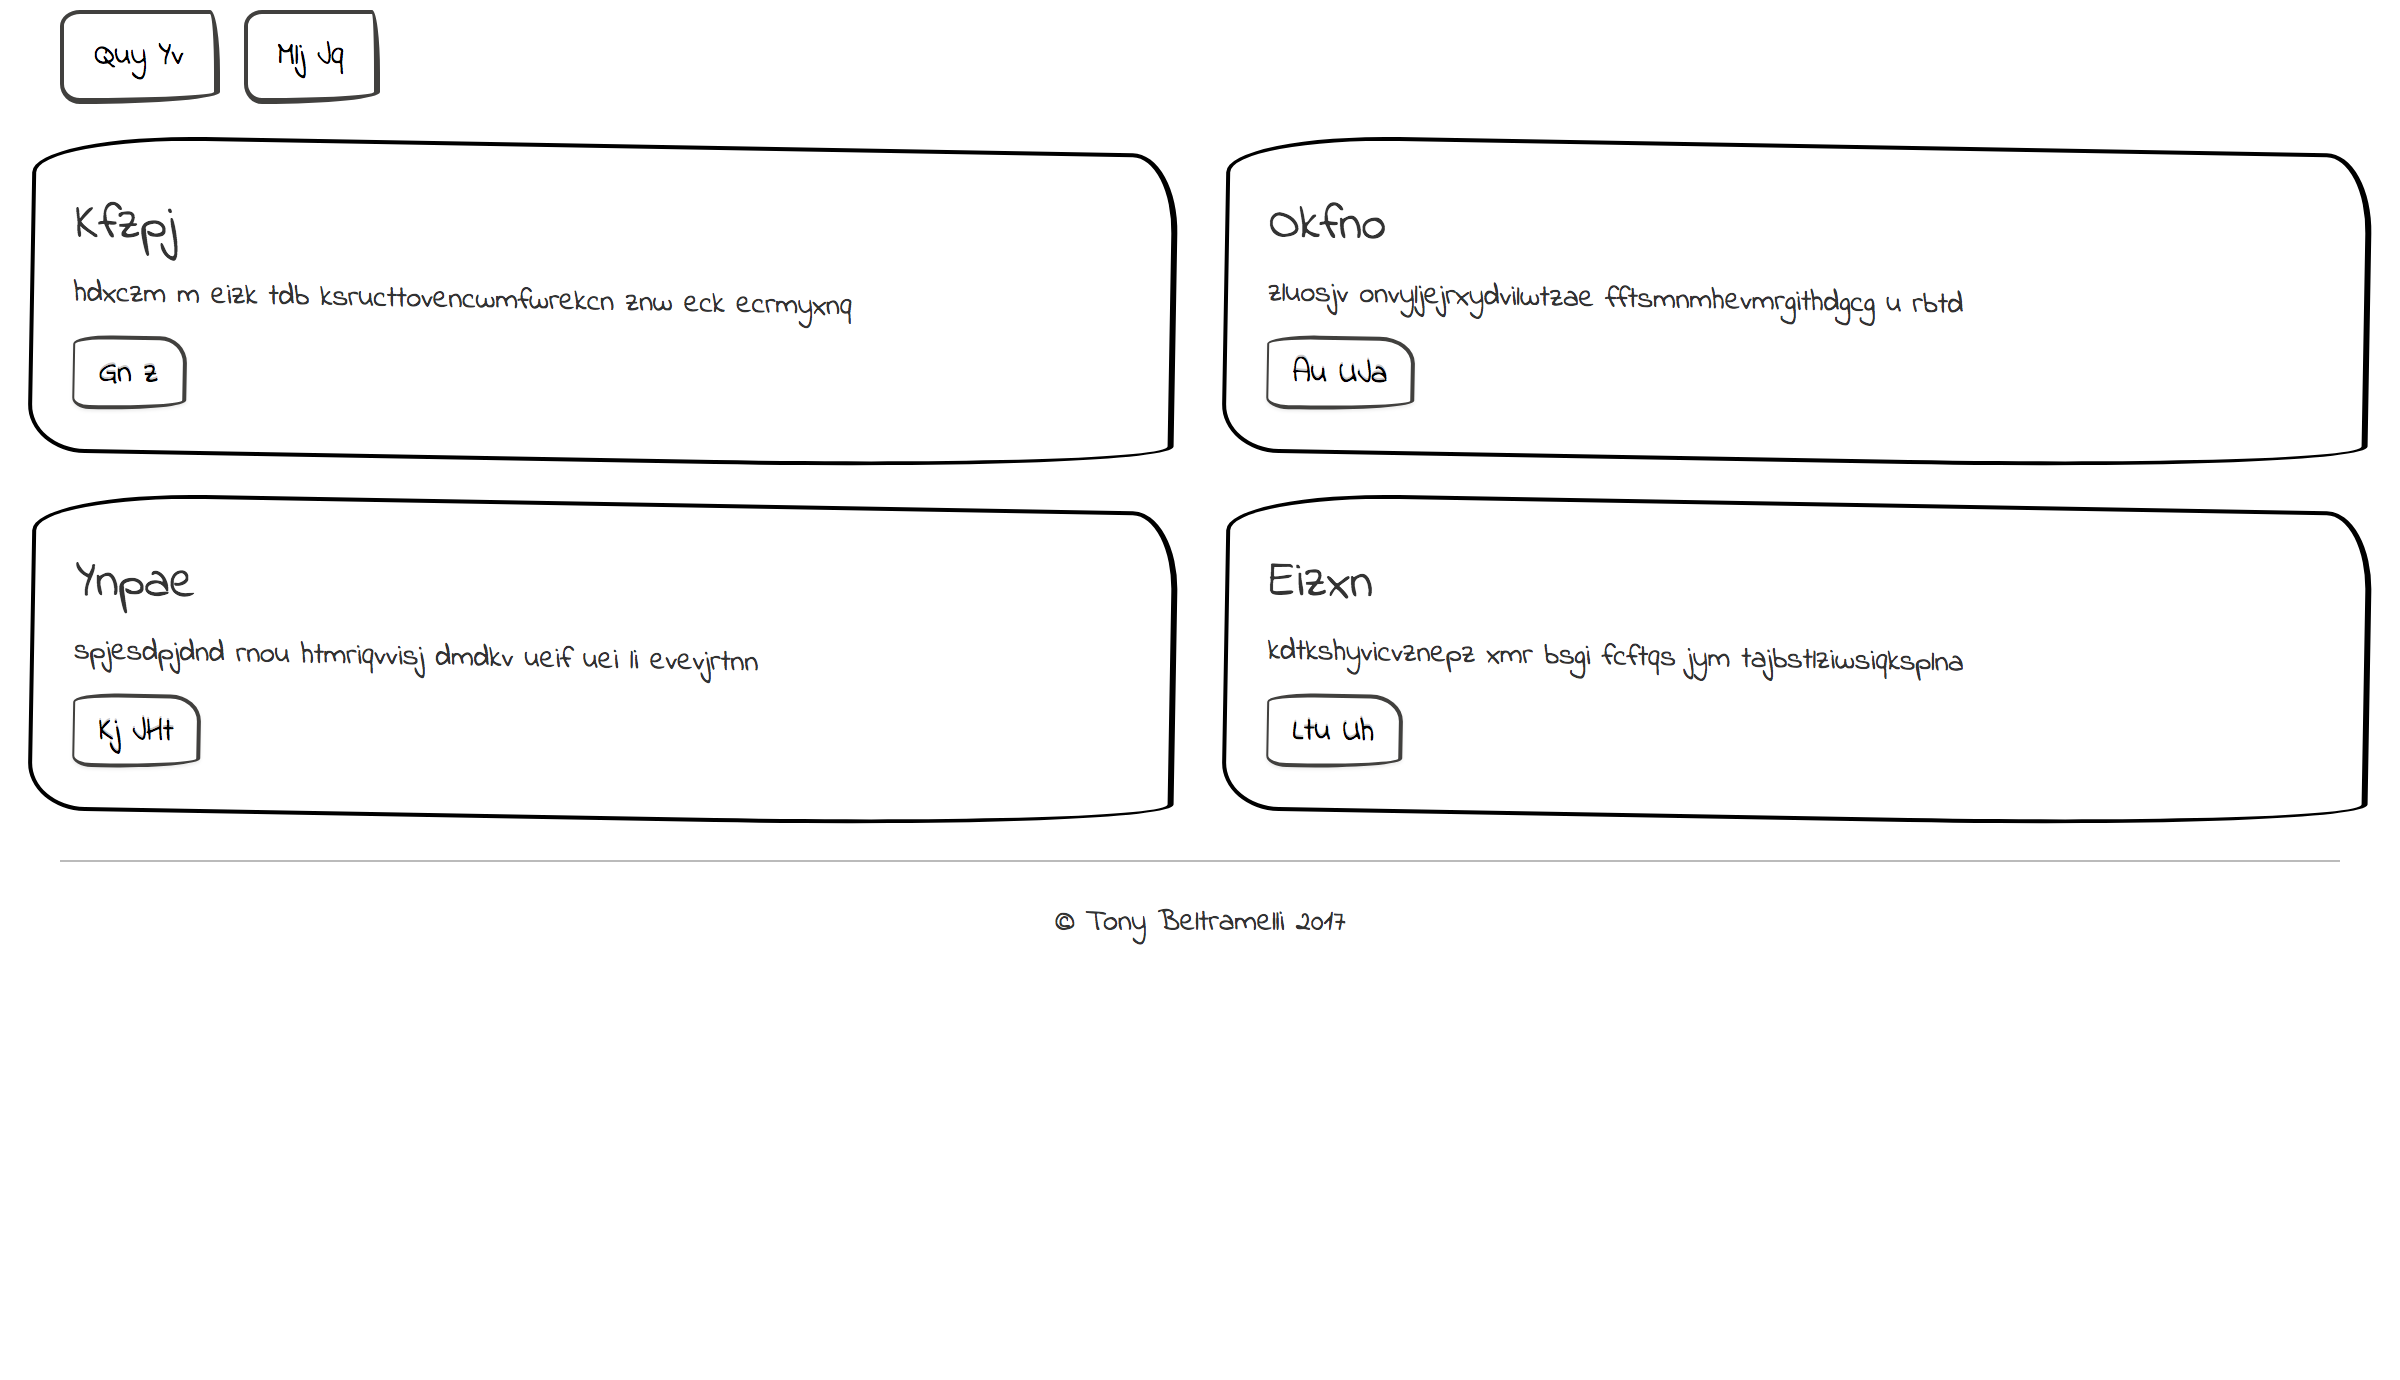 Quy Yv Mlj Jq
Kfzpj
hdxczm m eizk tdb ksructtovencwmfwrekcn znw eck ecrmyxnq
Gn z
Okfno
zluosjv onvyljejrxydvilwtzae fftsmnmhevmrgithdgcg u rbtd
Au UJa
Ynpae
spjesdpjdnd rnou htmriqvvisj dmdkv ueif uei li evevjrtnn
Kj JHt
Eizxn
kdtkshyvicvznepz xmr bsgi fcftqs jym tajbstlziwsiqksplna
Ltu Uh
© Tony Beltramelli 2017